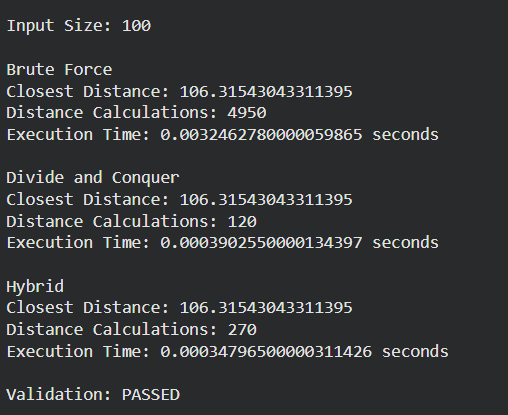 Input Size: 100
Brute Force
Closest Distance: 106.31543043311395
Distance Calculations: 4950
Execution Time: 0.0032462780000059865 seconds
Divide and Conquer
Closest Distance: 106.31543043311395
Distance Calculations: 120
Execution Time: 0.0003902550000134397 seconds
Hybrid
Closest Distance: 106.31543043311395
Distance Calculations: 270
Execution Time: 0.00034796500000311426 seconds
Validation: PASSED